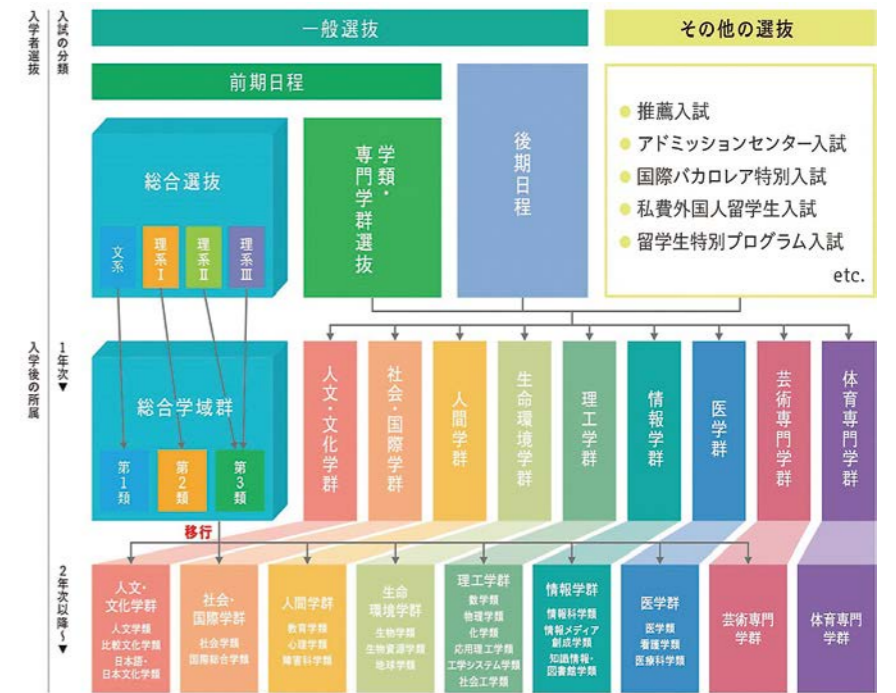 入学者選抜
入試の分類
一般選抜
その他の選抜
前期日程
総合選抜
文系
理系Ⅰ
理系Ⅱ
理系Ⅲ
学類・
専門学群選抜
後期日程
● 推薦入試
● アドミッションセンター入試
● 国際バカロレア特別入試
● 私費外国人留学生入試
● 留学生特別プログラム入試
etc.
入学後の所属
1年次▼
総合学域群
第1類
第2類
第3類
人文・文化学群
社会・国際学群
人間学群
生命環境学群
理工学群
情報学群
医学群
芸術専門学群
体育専門学群
移行
2年次以降〜▼
人文・
文化学群
人文学類
比較文化学類
日本語・
日本文化学類
社会・
国際学群
社会学類
国際総合学類
人間学群
教育学類
心理学類
障害科学類
生命
環境学群
生物学類
生物資源学類
地球学類
理工学群
数学類
物理学類
化学類
応用理工学類
工学システム学類
社会工学類
情報学群
情報科学類
情報メディア
創成学類
知識情報・
図書館学類
医学群
医学類
看護学類
医療科学類
芸術専門
学群
体育専門
学群